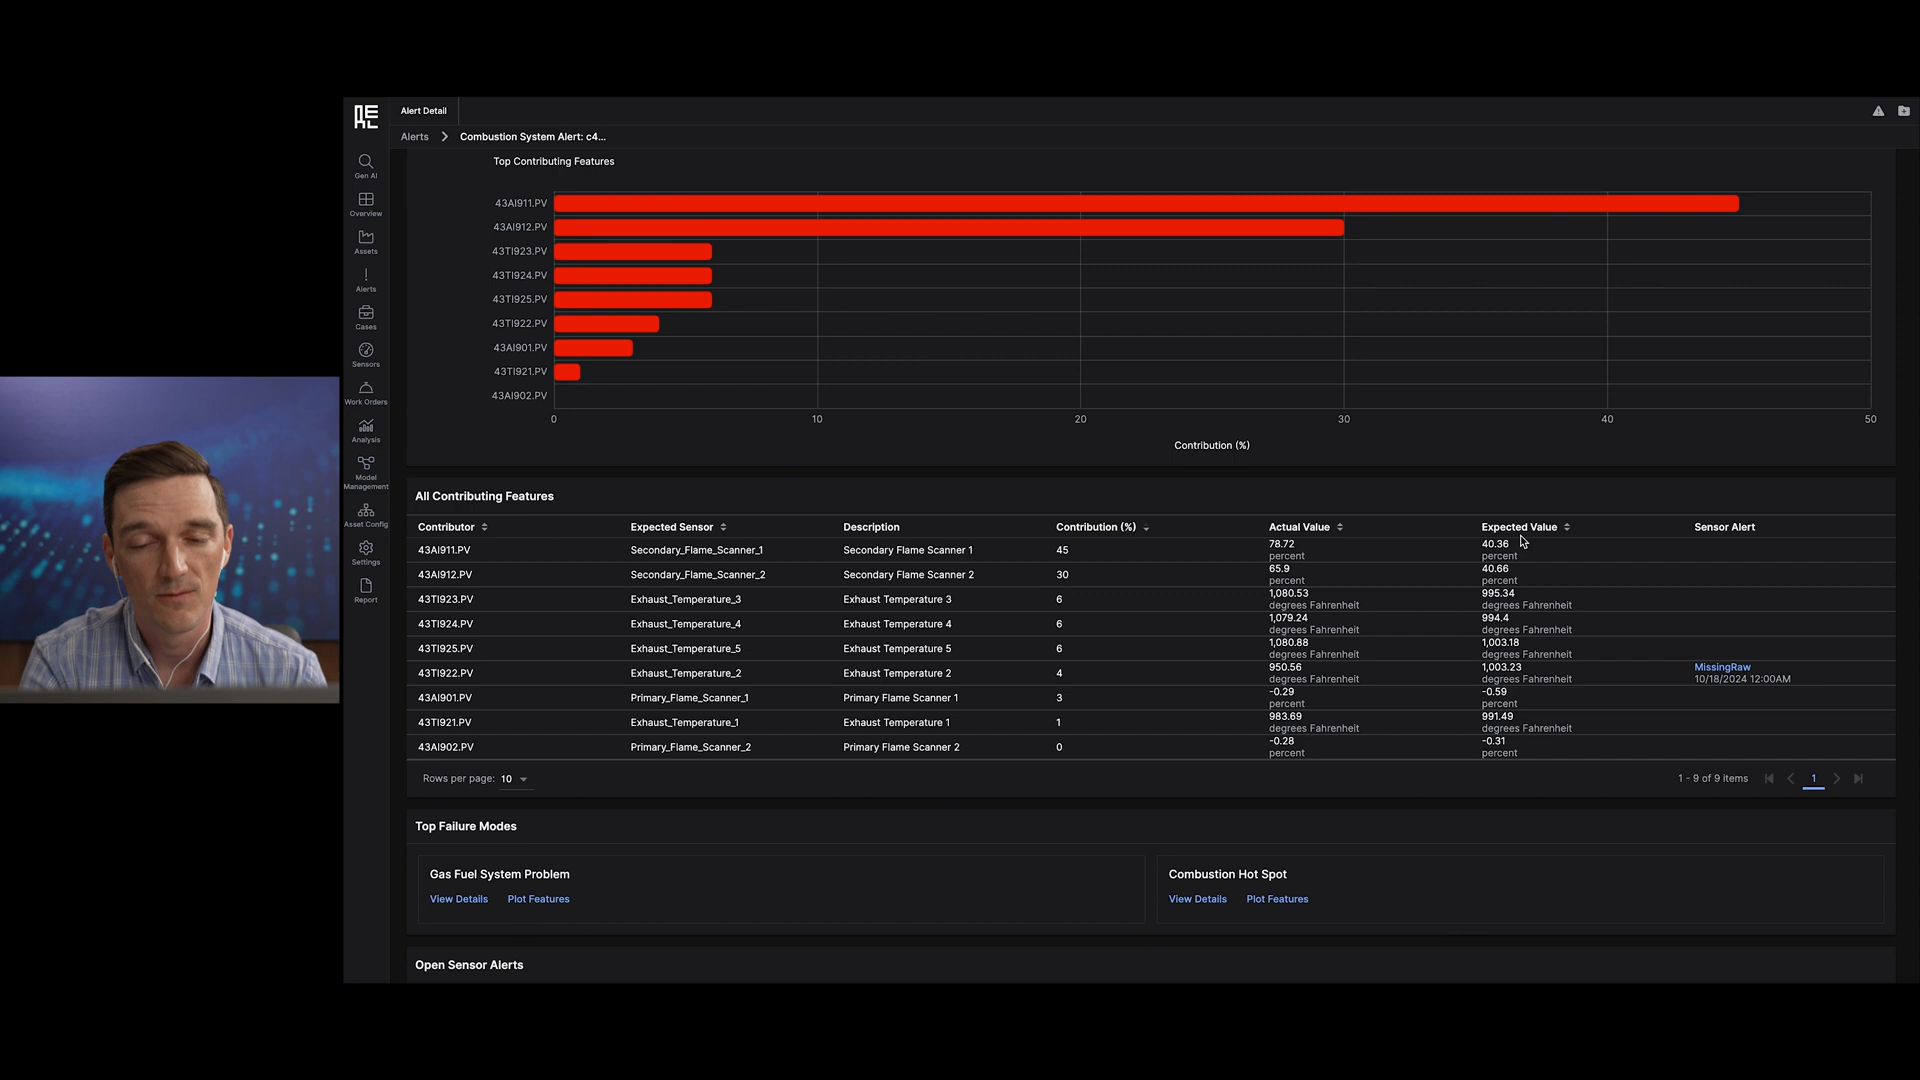 Alert Detail
Alerts
Combustion System Alert: c4...
Gen AI
Overview
Assets
Alerts
Cases
Sensors
Work Orders
Analysis
Model
Management
Asset Config
Settings
Report
Top Contributing Features
43AI911.PV
43AI912.PV
43TI923.PV
43TI924.PV
43TI925.PV
43TI922.PV
43AI901.PV
43TI921.PV
43AI902.PV
0 10 20 30 40 50
Contribution (%)
All Contributing Features
Contributor Expected Sensor Description Contribution (%) Actual Value Expected Value Sensor Alert
43AI911.PV Secondary_Flame_Scanner_1 Secondary Flame Scanner 1 45 78.72 40.36
percent percent
43AI912.PV Secondary_Flame_Scanner_2 Secondary Flame Scanner 2 30 65.9 40.66
percent percent
43TI923.PV Exhaust_Temperature_3 Exhaust Temperature 3 6 1,080.53 995.34
degrees Fahrenheit degrees Fahrenheit
43TI924.PV Exhaust_Temperature_4 Exhaust Temperature 4 6 1,079.24 994.4
degrees Fahrenheit degrees Fahrenheit
43TI925.PV Exhaust_Temperature_5 Exhaust Temperature 5 6 1,080.88 1,003.18
degrees Fahrenheit degrees Fahrenheit
43TI922.PV Exhaust_Temperature_2 Exhaust Temperature 2 4 950.56 1,003.23 MissingRaw
degrees Fahrenheit degrees Fahrenheit 10/18/2024 12:00AM
43AI901.PV Primary_Flame_Scanner_1 Primary Flame Scanner 1 3 -0.29 -0.59
percent percent
43TI921.PV Exhaust_Temperature_1 Exhaust Temperature 1 1 983.69 991.49
degrees Fahrenheit degrees Fahrenheit
43AI902.PV Primary_Flame_Scanner_2 Primary Flame Scanner 2 0 -0.28 -0.31
percent percent
Rows per page: 10 1 - 9 of 9 items 1
Top Failure Modes
Gas Fuel System Problem
View Details Plot Features
Combustion Hot Spot
View Details Plot Features
Open Sensor Alerts